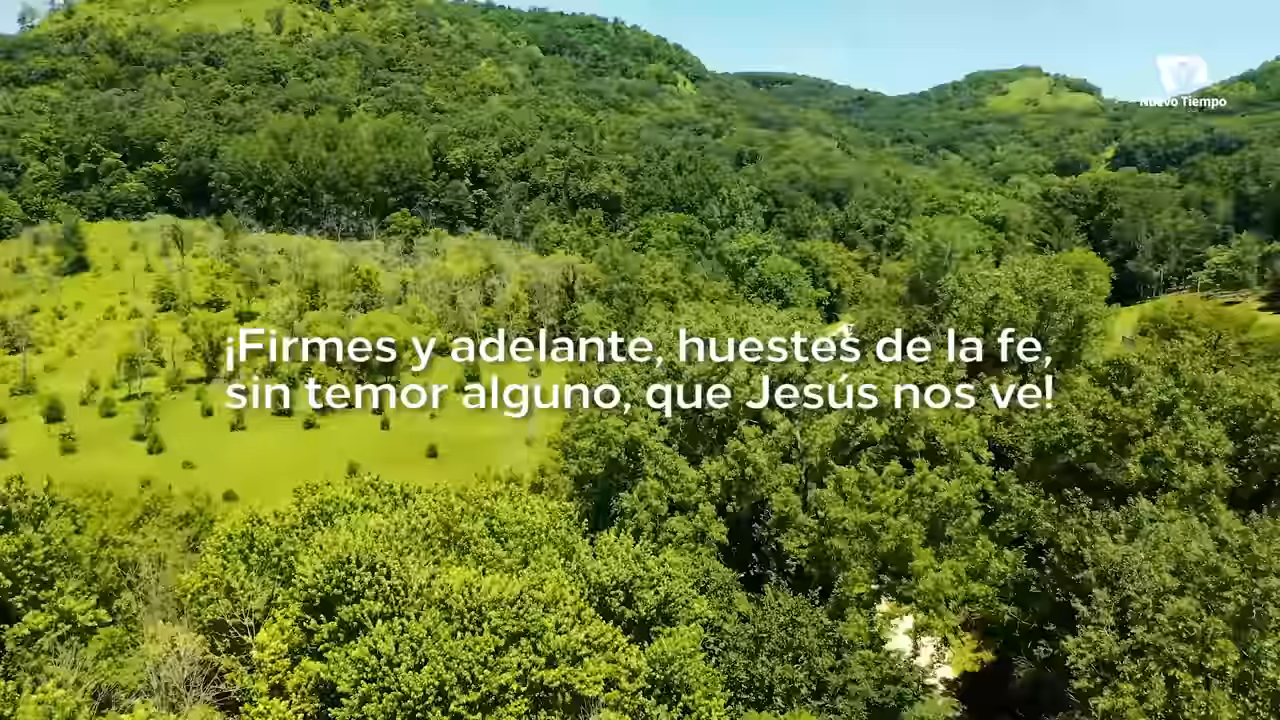 Nuevo Tiempo
¡Firmes y adelante, huestes de la fe,
sin temor alguno, que Jesús nos ve!